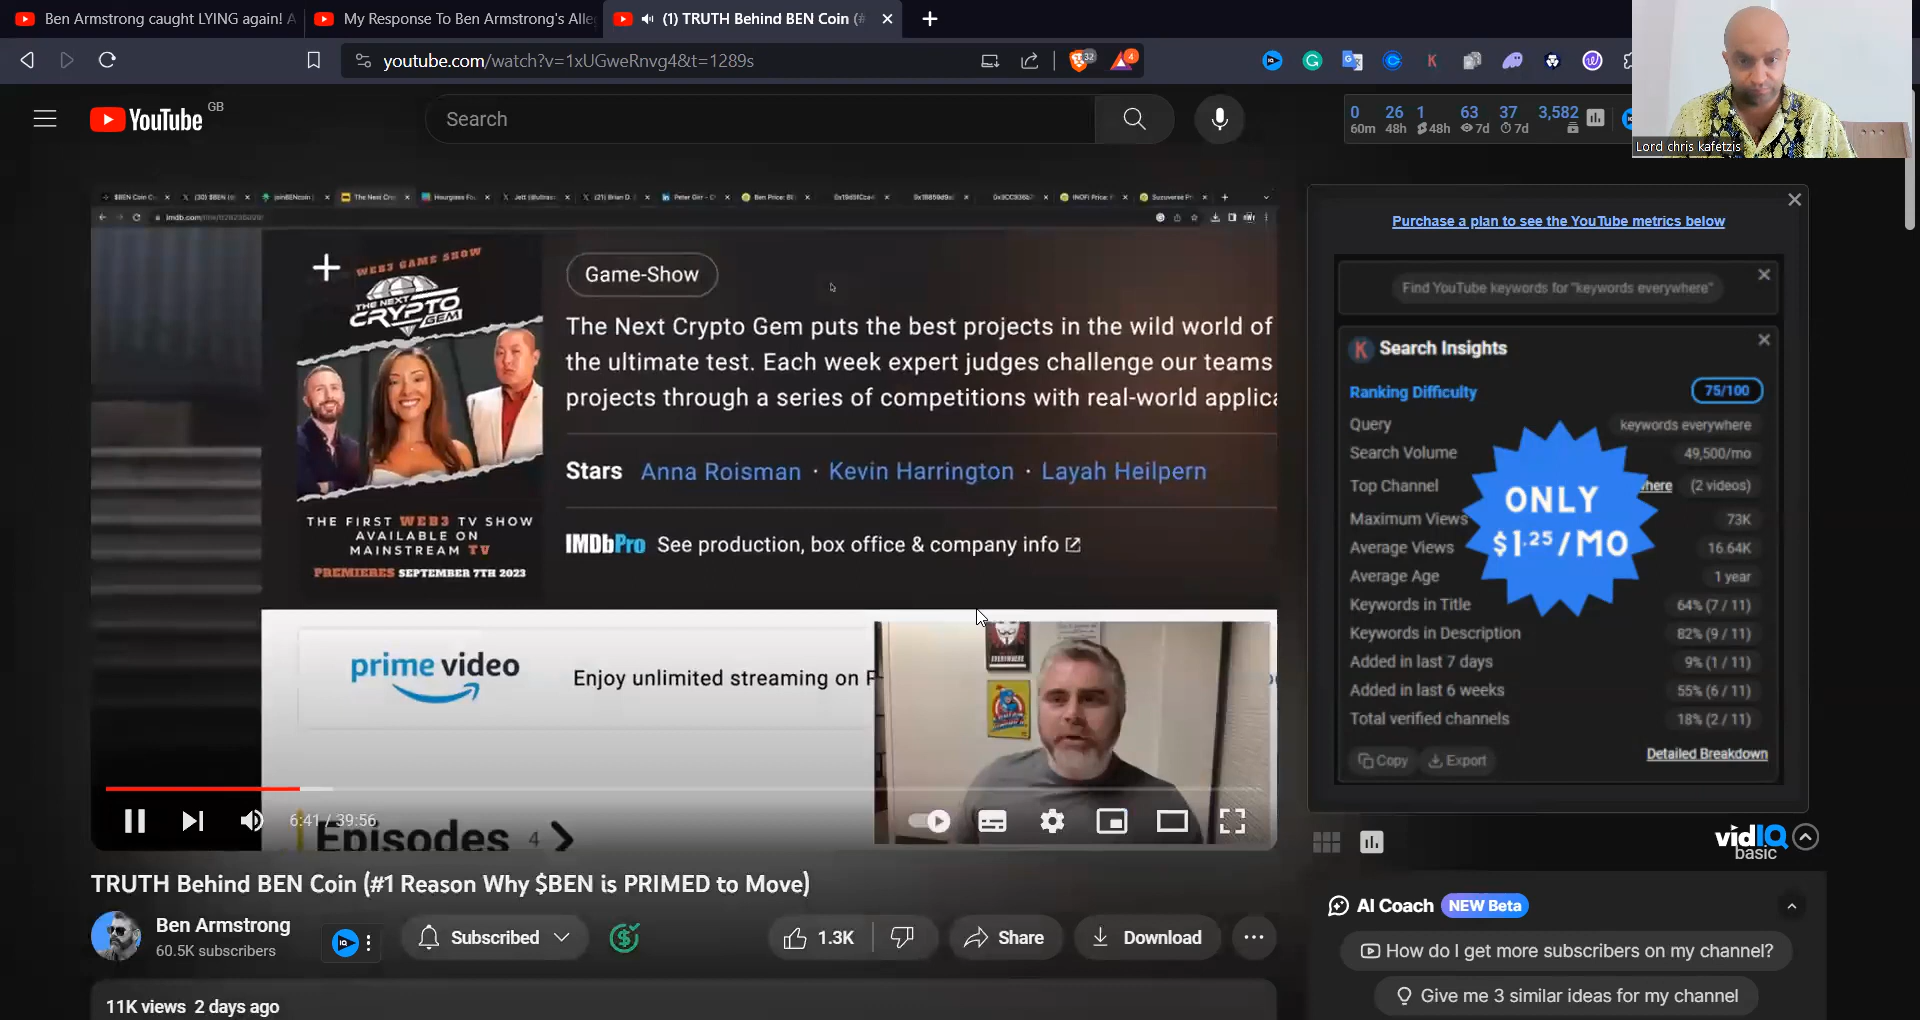 Ben Armstrong caught LYING again! A
My Response To Ben Armstrong's Alle
(1) TRUTH Behind BEN Coin (#
youtube.com/watch?v=1xUGweRnvg4&t=1289s
32
4
YouTube GB
Search
0 26 1 63 37 3,582
60m 48h 48h 7d 7d
Lord chris kafetzis
The Next Cr
imdb.com
Game-Show
WEB3 GAME SHOW
THE NEXT
CRYPTO
GEM
The Next Crypto Gem puts the best projects in the wild world of
the ultimate test. Each week expert judges challenge our teams
projects through a series of competitions with real-world applica
Stars Anna Roisman · Kevin Harrington · Layah Heilpern
THE FIRST WEB3 TV SHOW
AVAILABLE ON
MAINSTREAM TV
PREMIERES SEPTEMBER 7TH 2023
IMDbPro See production, box office & company info
prime video
Enjoy unlimited streaming on P
6:41 / 39:56
Episodes 4
TRUTH Behind BEN Coin (#1 Reason Why $BEN is PRIMED to Move)
Ben Armstrong
60.5K subscribers
Subscribed
1.3K
Share
Download
11K views 2 days ago
Purchase a plan to see the YouTube metrics below
Find YouTube keywords for "keywords everywhere"
K Search Insights
Ranking Difficulty 75/100
Query keywords everywhere
Search Volume 49,500/mo
Top Channel here (2 videos)
Maximum Views 73K
Average Views 16.64K
Average Age 1 year
Keywords in Title 64% (7 / 11)
Keywords in Description 82% (9 / 11)
Added in last 7 days 9% (1 / 11)
Added in last 6 weeks 55% (6 / 11)
Total verified channels 18% (2 / 11)
ONLY
$1.25/MO
Copy Export Detailed Breakdown
vidIQ
basic
AI Coach NEW Beta
How do I get more subscribers on my channel?
Give me 3 similar ideas for my channel